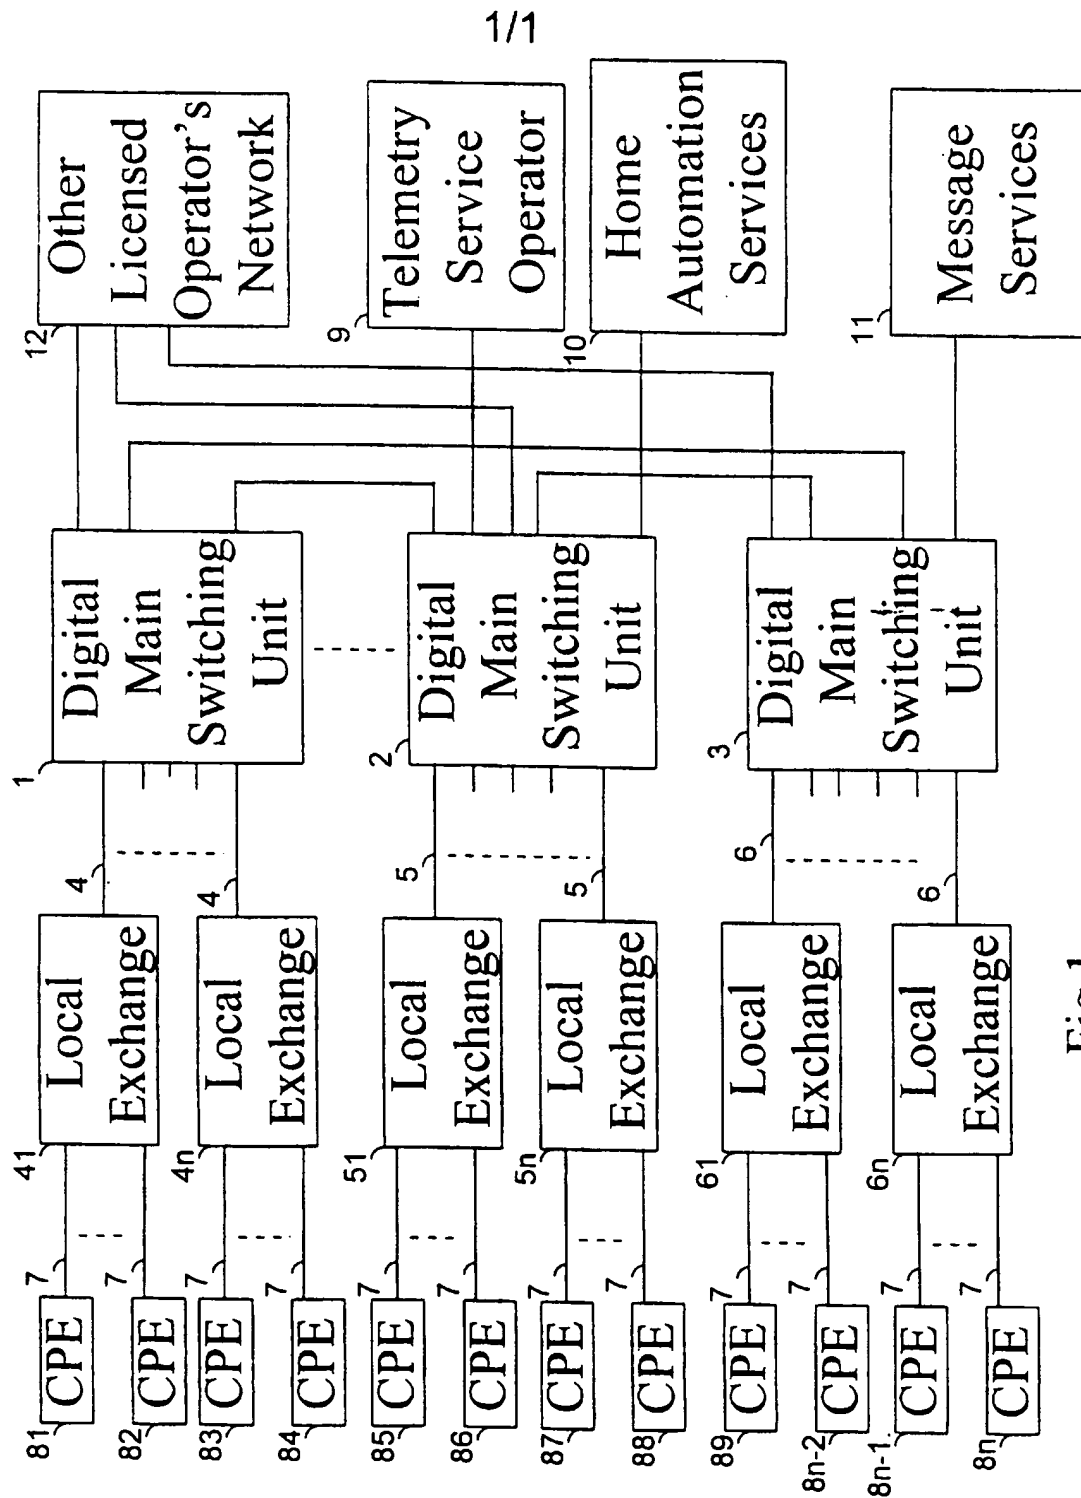 1/1
Other
Licensed
Operator's
Network
12
Telemetry
Service
Operator
9
Home
Automation
Services
10
Message
Services
11
Digital
Main
Switching
Unit
1
Digital
Main
Switching
Unit
2
Digital
Main
Switching
Unit
3
4
4
5
5
6
6
Local
Exchange
41
Local
Exchange
4n
Local
Exchange
51
Local
Exchange
5n
Local
Exchange
61
Local
Exchange
6n
7
7
7
7
7
7
7
7
7
7
7
7
CPE
81
CPE
82
CPE
83
CPE
84
CPE
85
CPE
86
CPE
87
CPE
88
CPE
89
CPE
8n-2
CPE
8n-1
CPE
8n
Fig 1